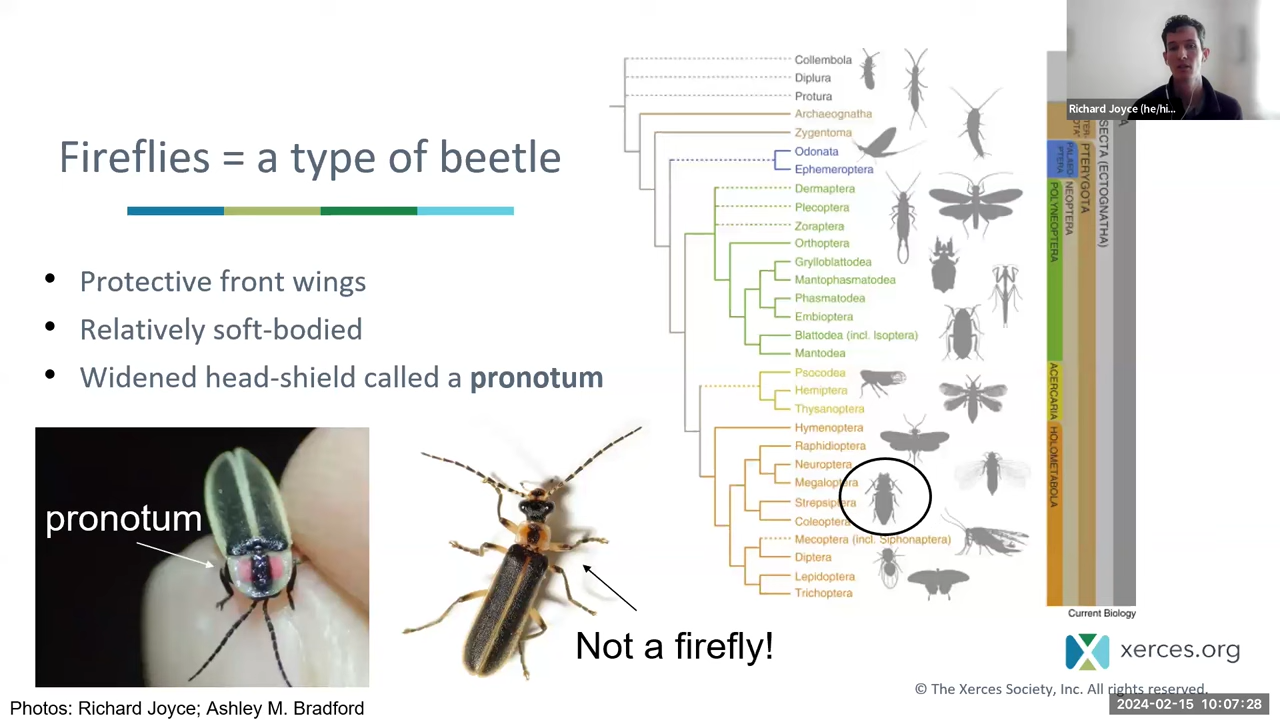 Fireflies = a type of beetle
• Protective front wings
• Relatively soft-bodied
• Widened head-shield called a pronotum
pronotum
Not a firefly!
Photos: Richard Joyce; Ashley M. Bradford
Collembola
Diplura
Protura
Archaeognatha
Zygentoma
Odonata
Ephemeroptera
Dermaptera
Plecoptera
Zoraptera
Orthoptera
Grylloblattodea
Mantophasmatodea
Phasmatodea
Embioptera
Blattodea (incl. Isoptera)
Mantodea
Psocodea
Hemiptera
Thysanoptera
Hymenoptera
Raphidioptera
Neuroptera
Megaloptera
Strepsiptera
Coleoptera
Mecoptera (incl. Siphonaptera)
Diptera
Lepidoptera
Trichoptera
PALAEO-
PTERA
POLYNEOPTERA
ACERCARIA
HOLOMETABOLA
NEOPTERA
PTERYGOTA
SECTA (ECTOGNATHA)
Richard Joyce (he/hi...
Current Biology
xerces.org
© The Xerces Society, Inc. All rights reserved.
2024-02-15 10:07:28